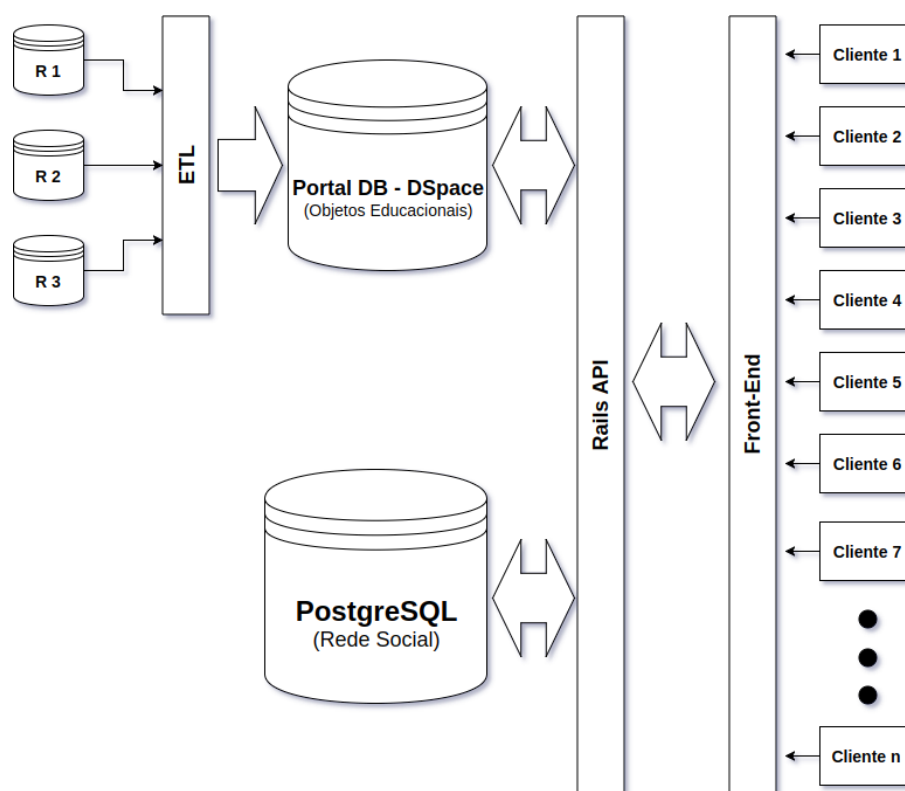 R 1
R 2
R 3
ETL
Portal DB - DSpace
(Objetos Educacionais)
PostgreSQL
(Rede Social)
Rails API
Front-End
Cliente 1
Cliente 2
Cliente 3
Cliente 4
Cliente 5
Cliente 6
Cliente 7
Cliente n